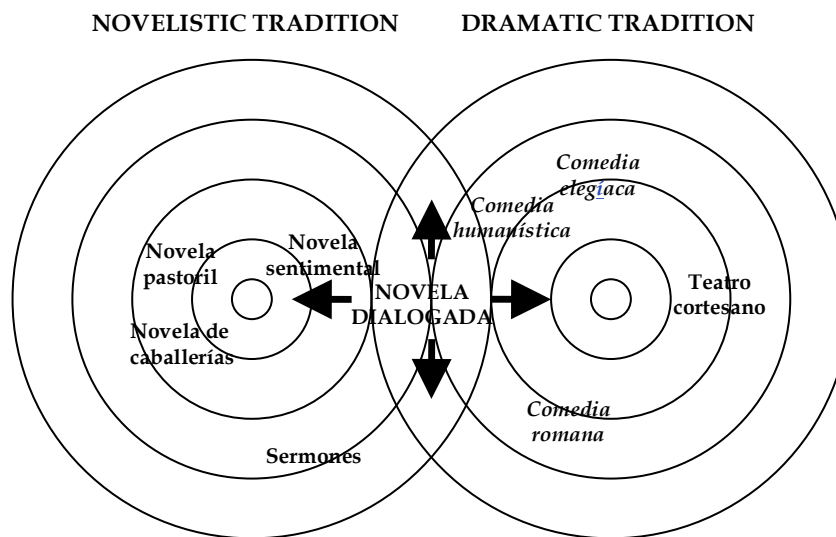 NOVELISTIC TRADITION
DRAMATIC TRADITION
Comedia
elegíaca
Comedia
humanística
Novela
pastoril
Novela
sentimental
NOVELA
DIALOGADA
Teatro
cortesano
Novela de
caballerías
Comedia
romana
Sermones